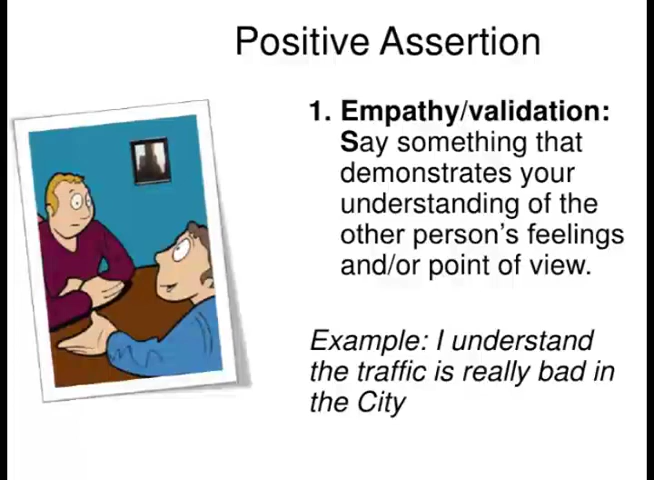 Positive Assertion
1. Empathy/validation:
Say something that
demonstrates your
understanding of the
other person's feelings
and/or point of view.
Example: I understand
the traffic is really bad in
the City